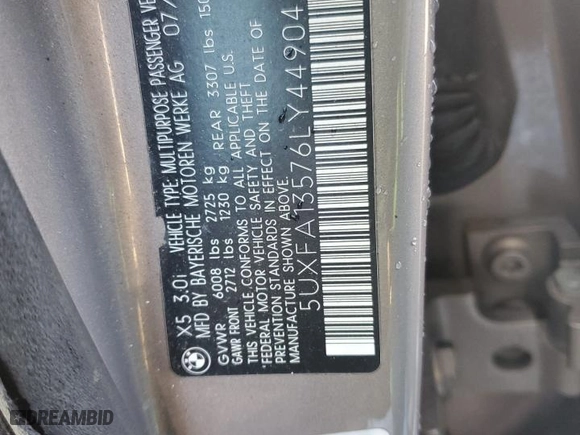 X5 3.0i VEHICLE TYPE: MULTIPURPOSE PASSENGER
MFD BY BAYERISCHE MOTOREN WERKE AG 07/
GVWR 6008 lbs 2725 kg
GAWR FRONT 2712 lbs 1230 kg REAR 3307 lbs
THIS VEHICLE CONFORMS TO ALL APPLICABLE U.S.
*FEDERAL MOTOR VEHICLE SAFETY AND THEFT
PREVENTION STANDARDS IN EFFECT ON THE DATE OF
MANUFACTURE SHOWN ABOVE
5UXFA13576LY44904
BMW
DREAMBID